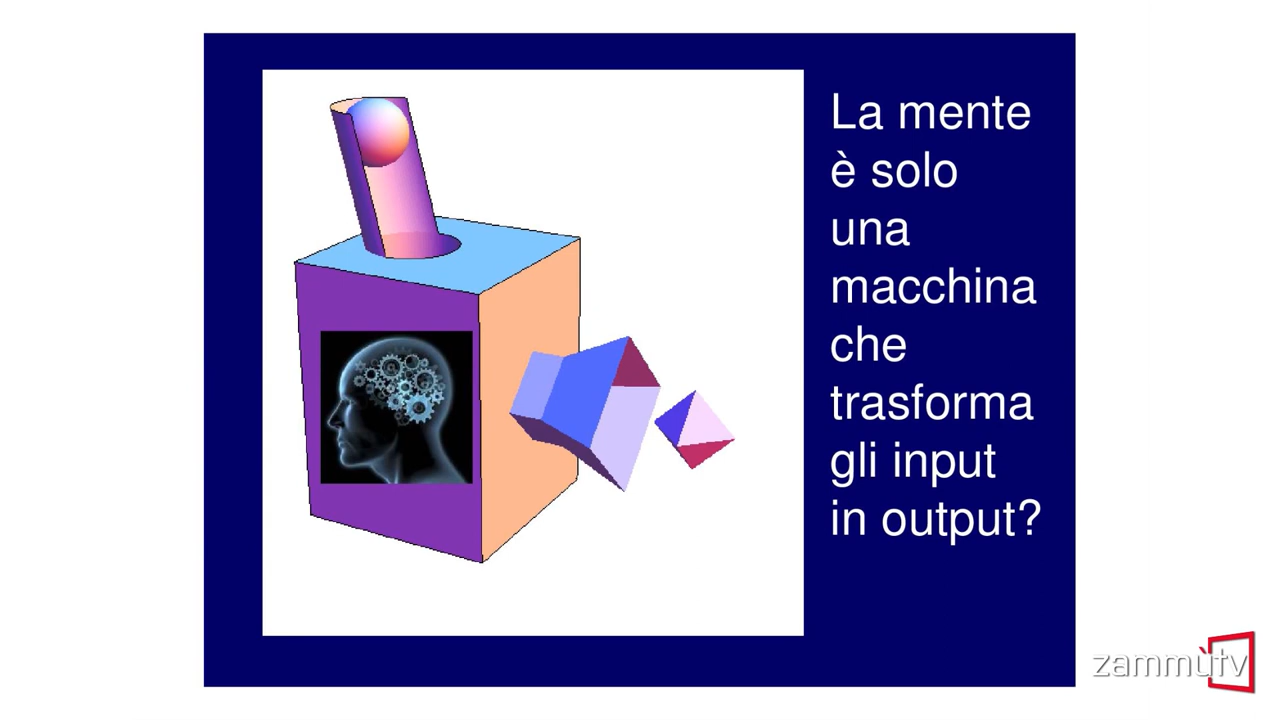 La mente
è solo
una
macchina
che
trasforma
gli input
in output?
zammùtv